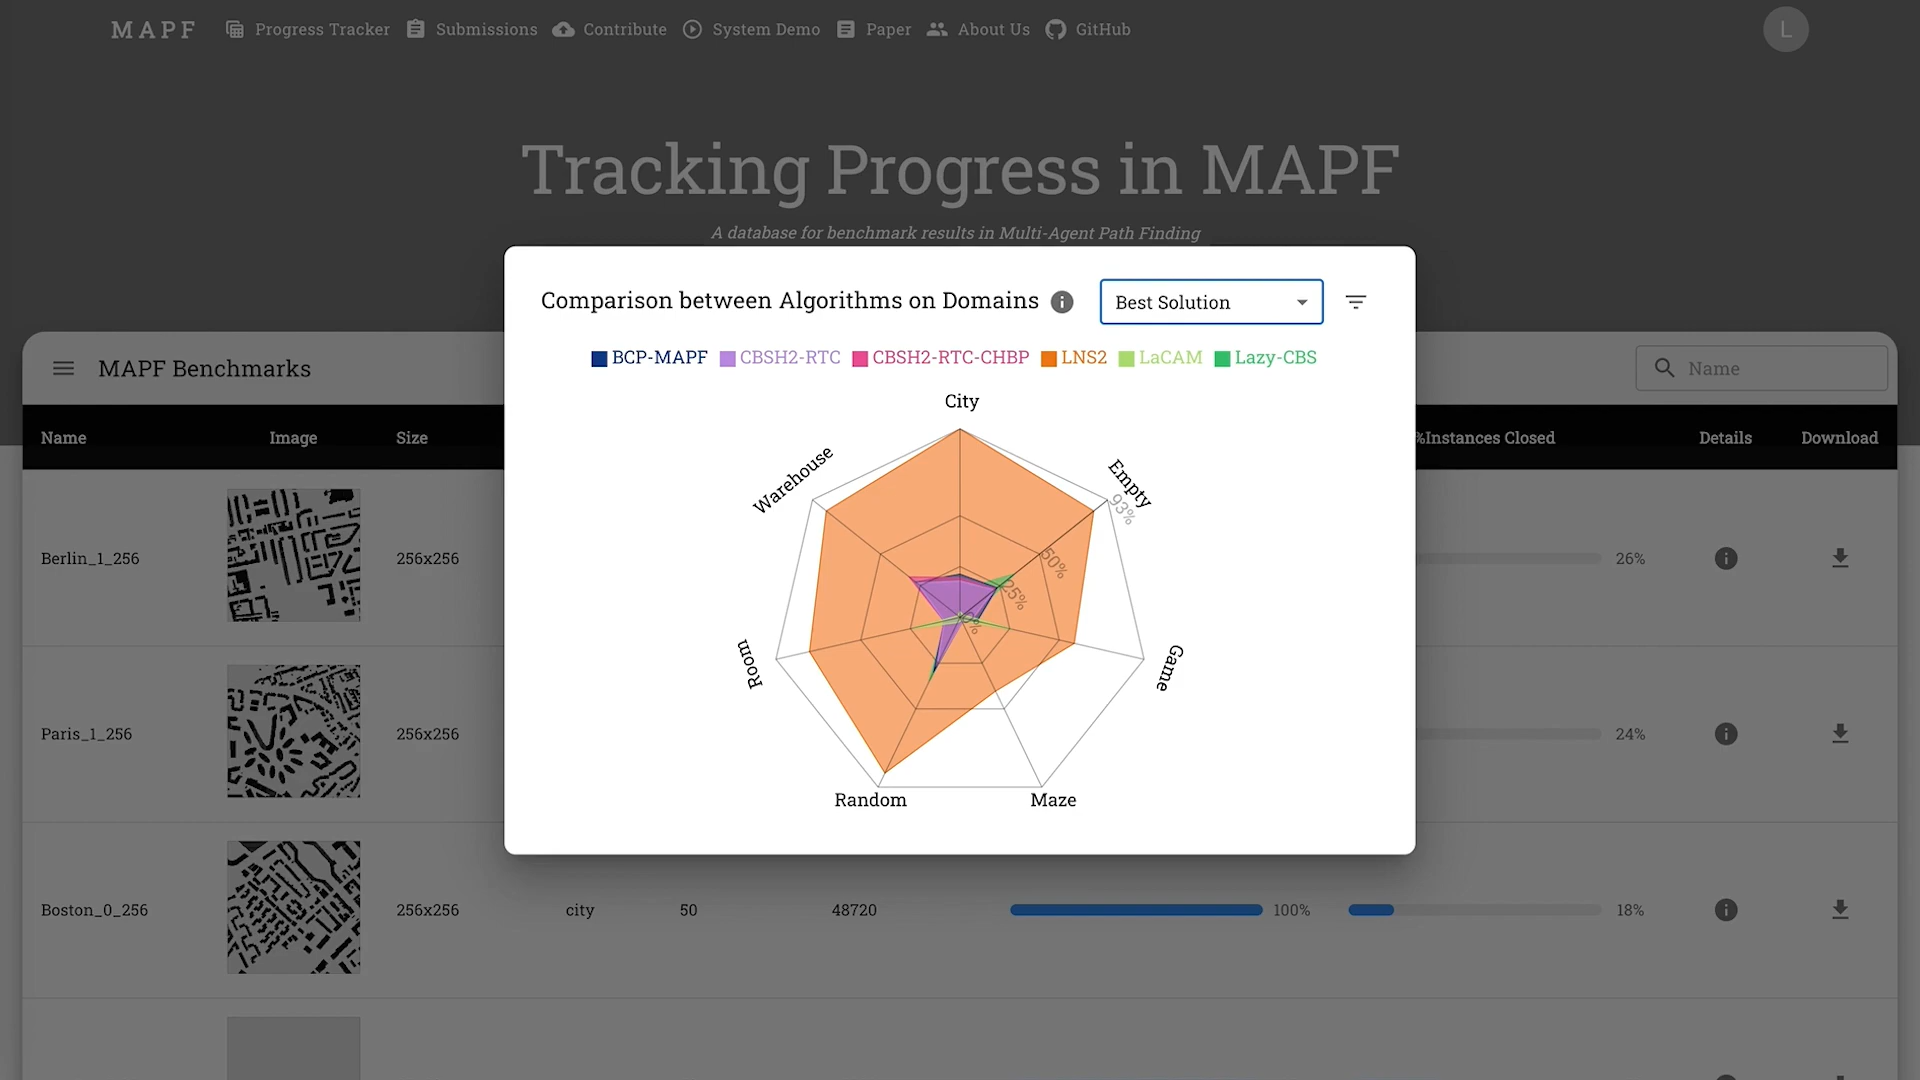 MAPF Progress Tracker Submissions Contribute System Demo Paper About Us GitHub L
Tracking Progress in MAPF
A database for benchmark results in Multi-Agent Path Finding
Comparison between Algorithms on Domains Best Solution
BCP-MAPF CBSH2-RTC CBSH2-RTC-CHBP LNS2 LaCAM Lazy-CBS
City
Empty
Game
Maze
Random
Room
Warehouse
93%
50%
25%
0%
MAPF Benchmarks Name
Name Image Size %Instances Closed Details Download
Berlin_1_256 256x256 26%
Paris_1_256 256x256 24%
Boston_0_256 256x256 city 50 48720 100% 18%